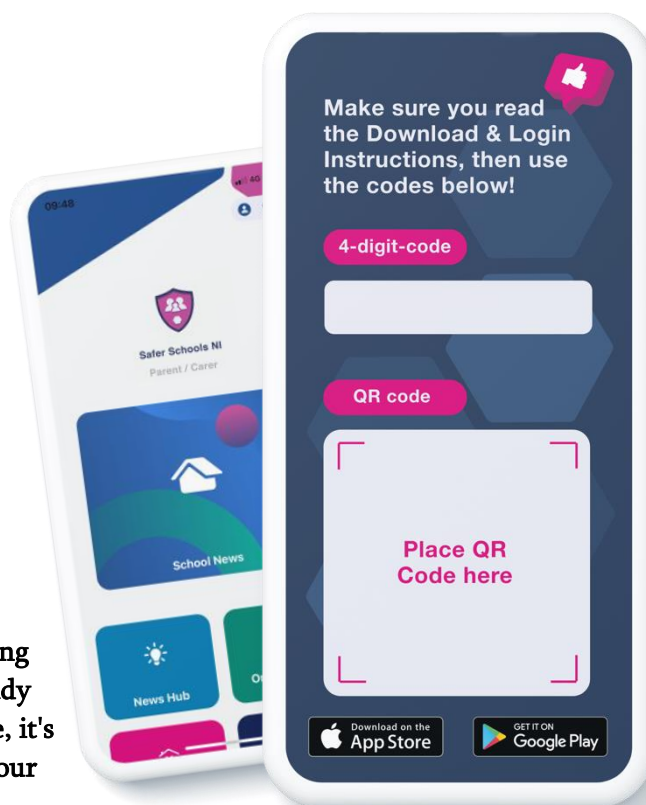 Make sure you read
the Download & Login
Instructions, then use
the codes below!
4-digit-code
QR code
Place QR
Code here
Download on the
App Store
GET IT ON
Google Play
09:48
4G
Safer Schools NI
Parent / Carer
School News
News Hub
it's